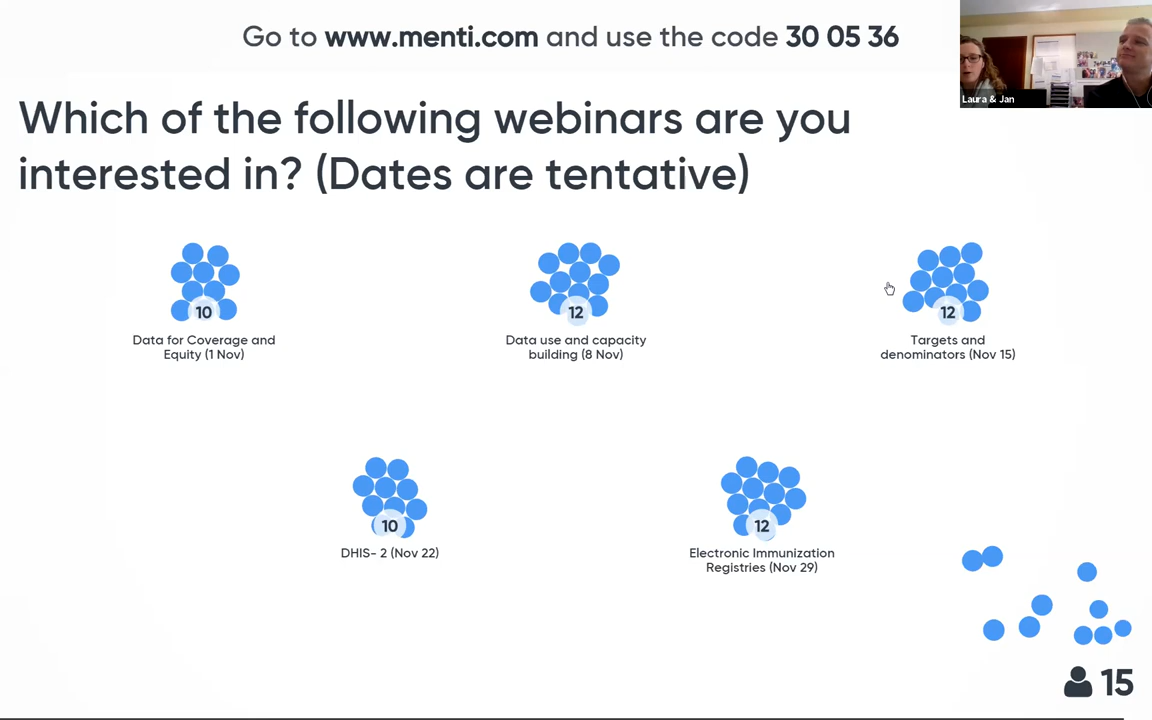 Go to www.menti.com and use the code 30 05 36
Laura & Jan
Which of the following webinars are you
interested in? (Dates are tentative)
10
Data for Coverage and
Equity (1 Nov)
12
Data use and capacity
building (8 Nov)
12
Targets and
denominators (Nov 15)
10
DHIS- 2 (Nov 22)
12
Electronic Immunization
Registries (Nov 29)
15